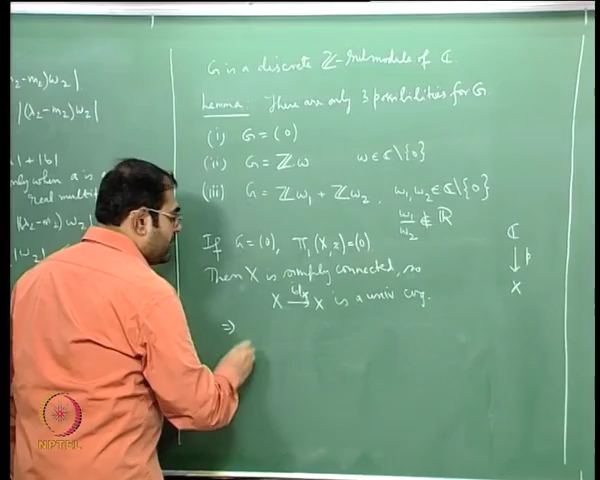 -m₂)ω₂|
|(λ₂-m₂)ω₂|
|+|b|
only when a is a
real multi
(λ₂-m₂)ω₂|
|ω₂|
G is a discrete ℤ-submodule of ℂ.
Lemma: There are only 3 possibilities for G
(i) G = (0)
(ii) G = ℤω ω∈ℂ\{0}
(iii) G = ℤω₁ + ℤω₂, ω₁,ω₂∈ℂ\{0}
ω₁/ω₂ ∉ ℝ
If G=(0), π₁(X,x)=(0)
Then X is simply connected, so
X —id_X→ X is a univ cvg.
⇒
ℂ
↓p
X
NPTEL